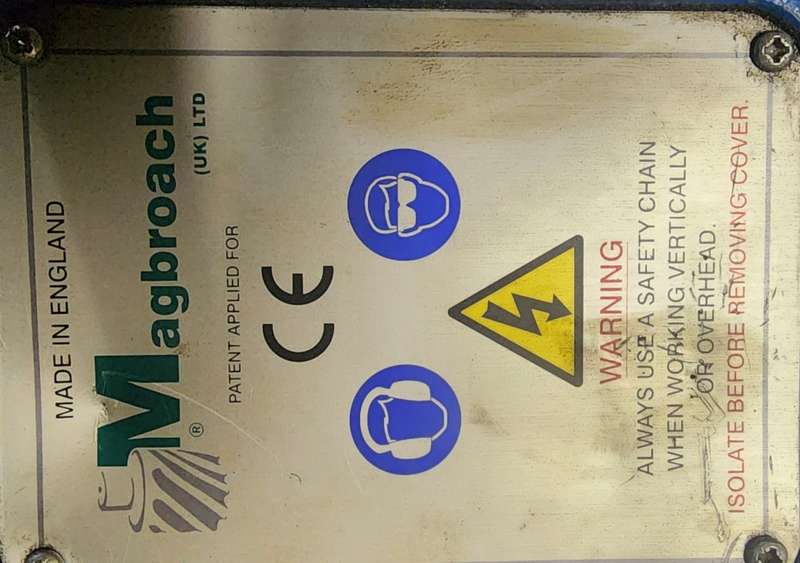 MADE IN ENGLAND
Magbroach
® (UK) LTD
PATENT APPLIED FOR
CE
WARNING
ALWAYS USE A SAFETY CHAIN
WHEN WORKING VERTICALLY
OR OVERHEAD.
ISOLATE BEFORE REMOVING COVER.